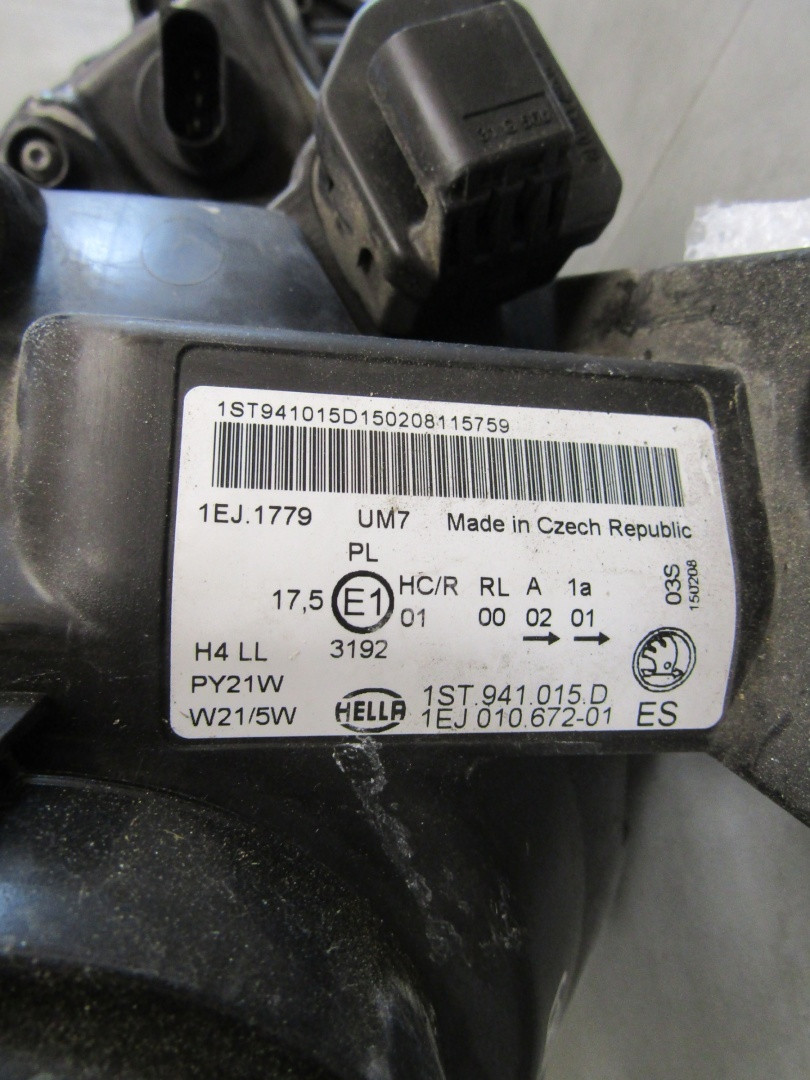 1ST941015D150208115759
1EJ.1779 UM7 Made in Czech Republic
PL
17,5 E1 HC/R RL A 1a
01 00 02 01
03S
150208
H4 LL 3192
PY21W
W21/5W HELLA 1ST.941.015.D
1EJ 010.672-01 ES